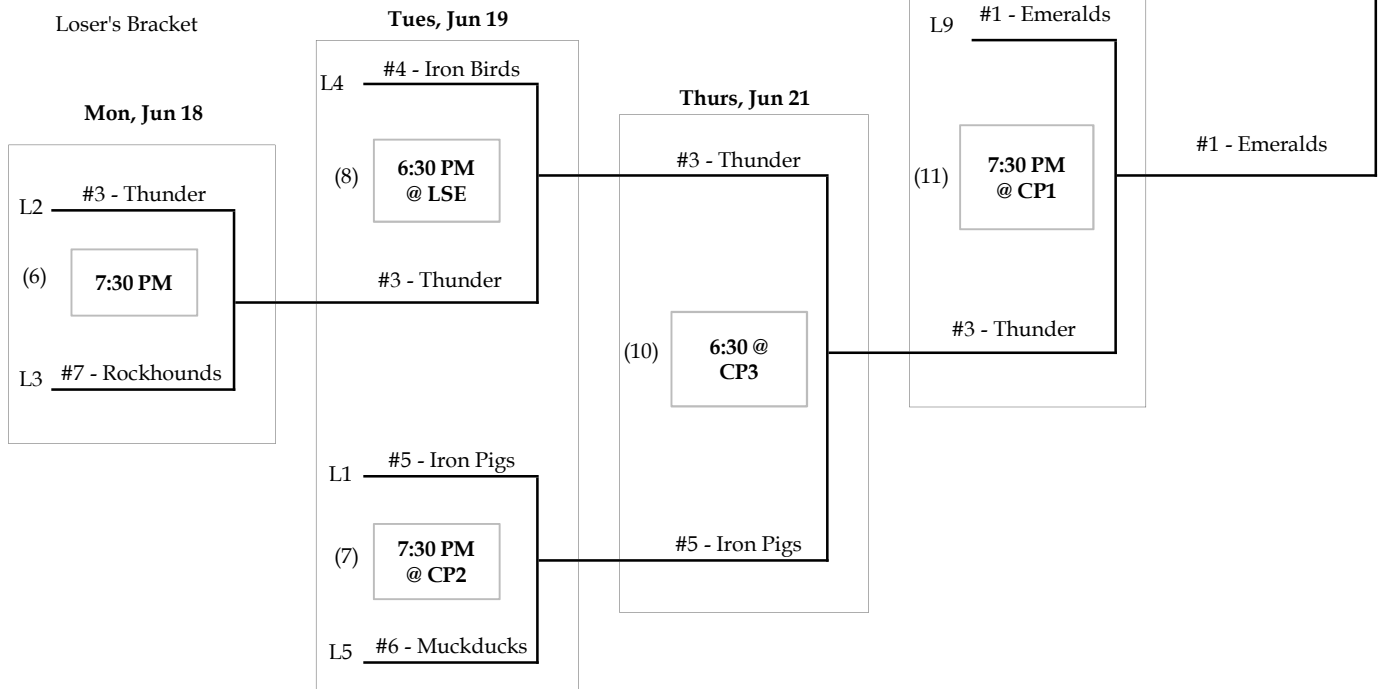 Loser's Bracket
Tues, Jun 19
L9
#1 - Emeralds
L4
#4 - Iron Birds
Mon, Jun 18
Thurs, Jun 21
(8)
6:30 PM
@ LSE
#3 - Thunder
(11)
7:30 PM
@ CP1
#1 - Emeralds
L2
#3 - Thunder
(6)
7:30 PM
#3 - Thunder
(10)
6:30 @
CP3
#3 - Thunder
L3
#7 - Rockhounds
L1
#5 - Iron Pigs
(7)
7:30 PM
@ CP2
#5 - Iron Pigs
L5
#6 - Muckducks